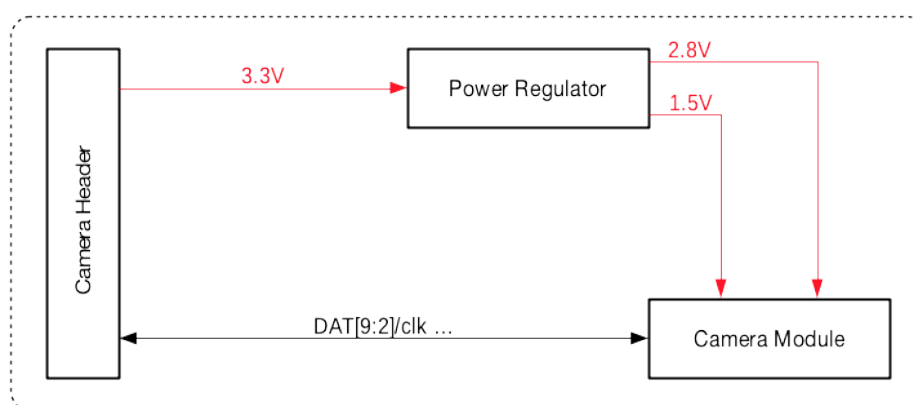 2.8V
3.3V
Power Regulator
1.5V
Camera Header
DAT[9:2]/clk ...
Camera Module